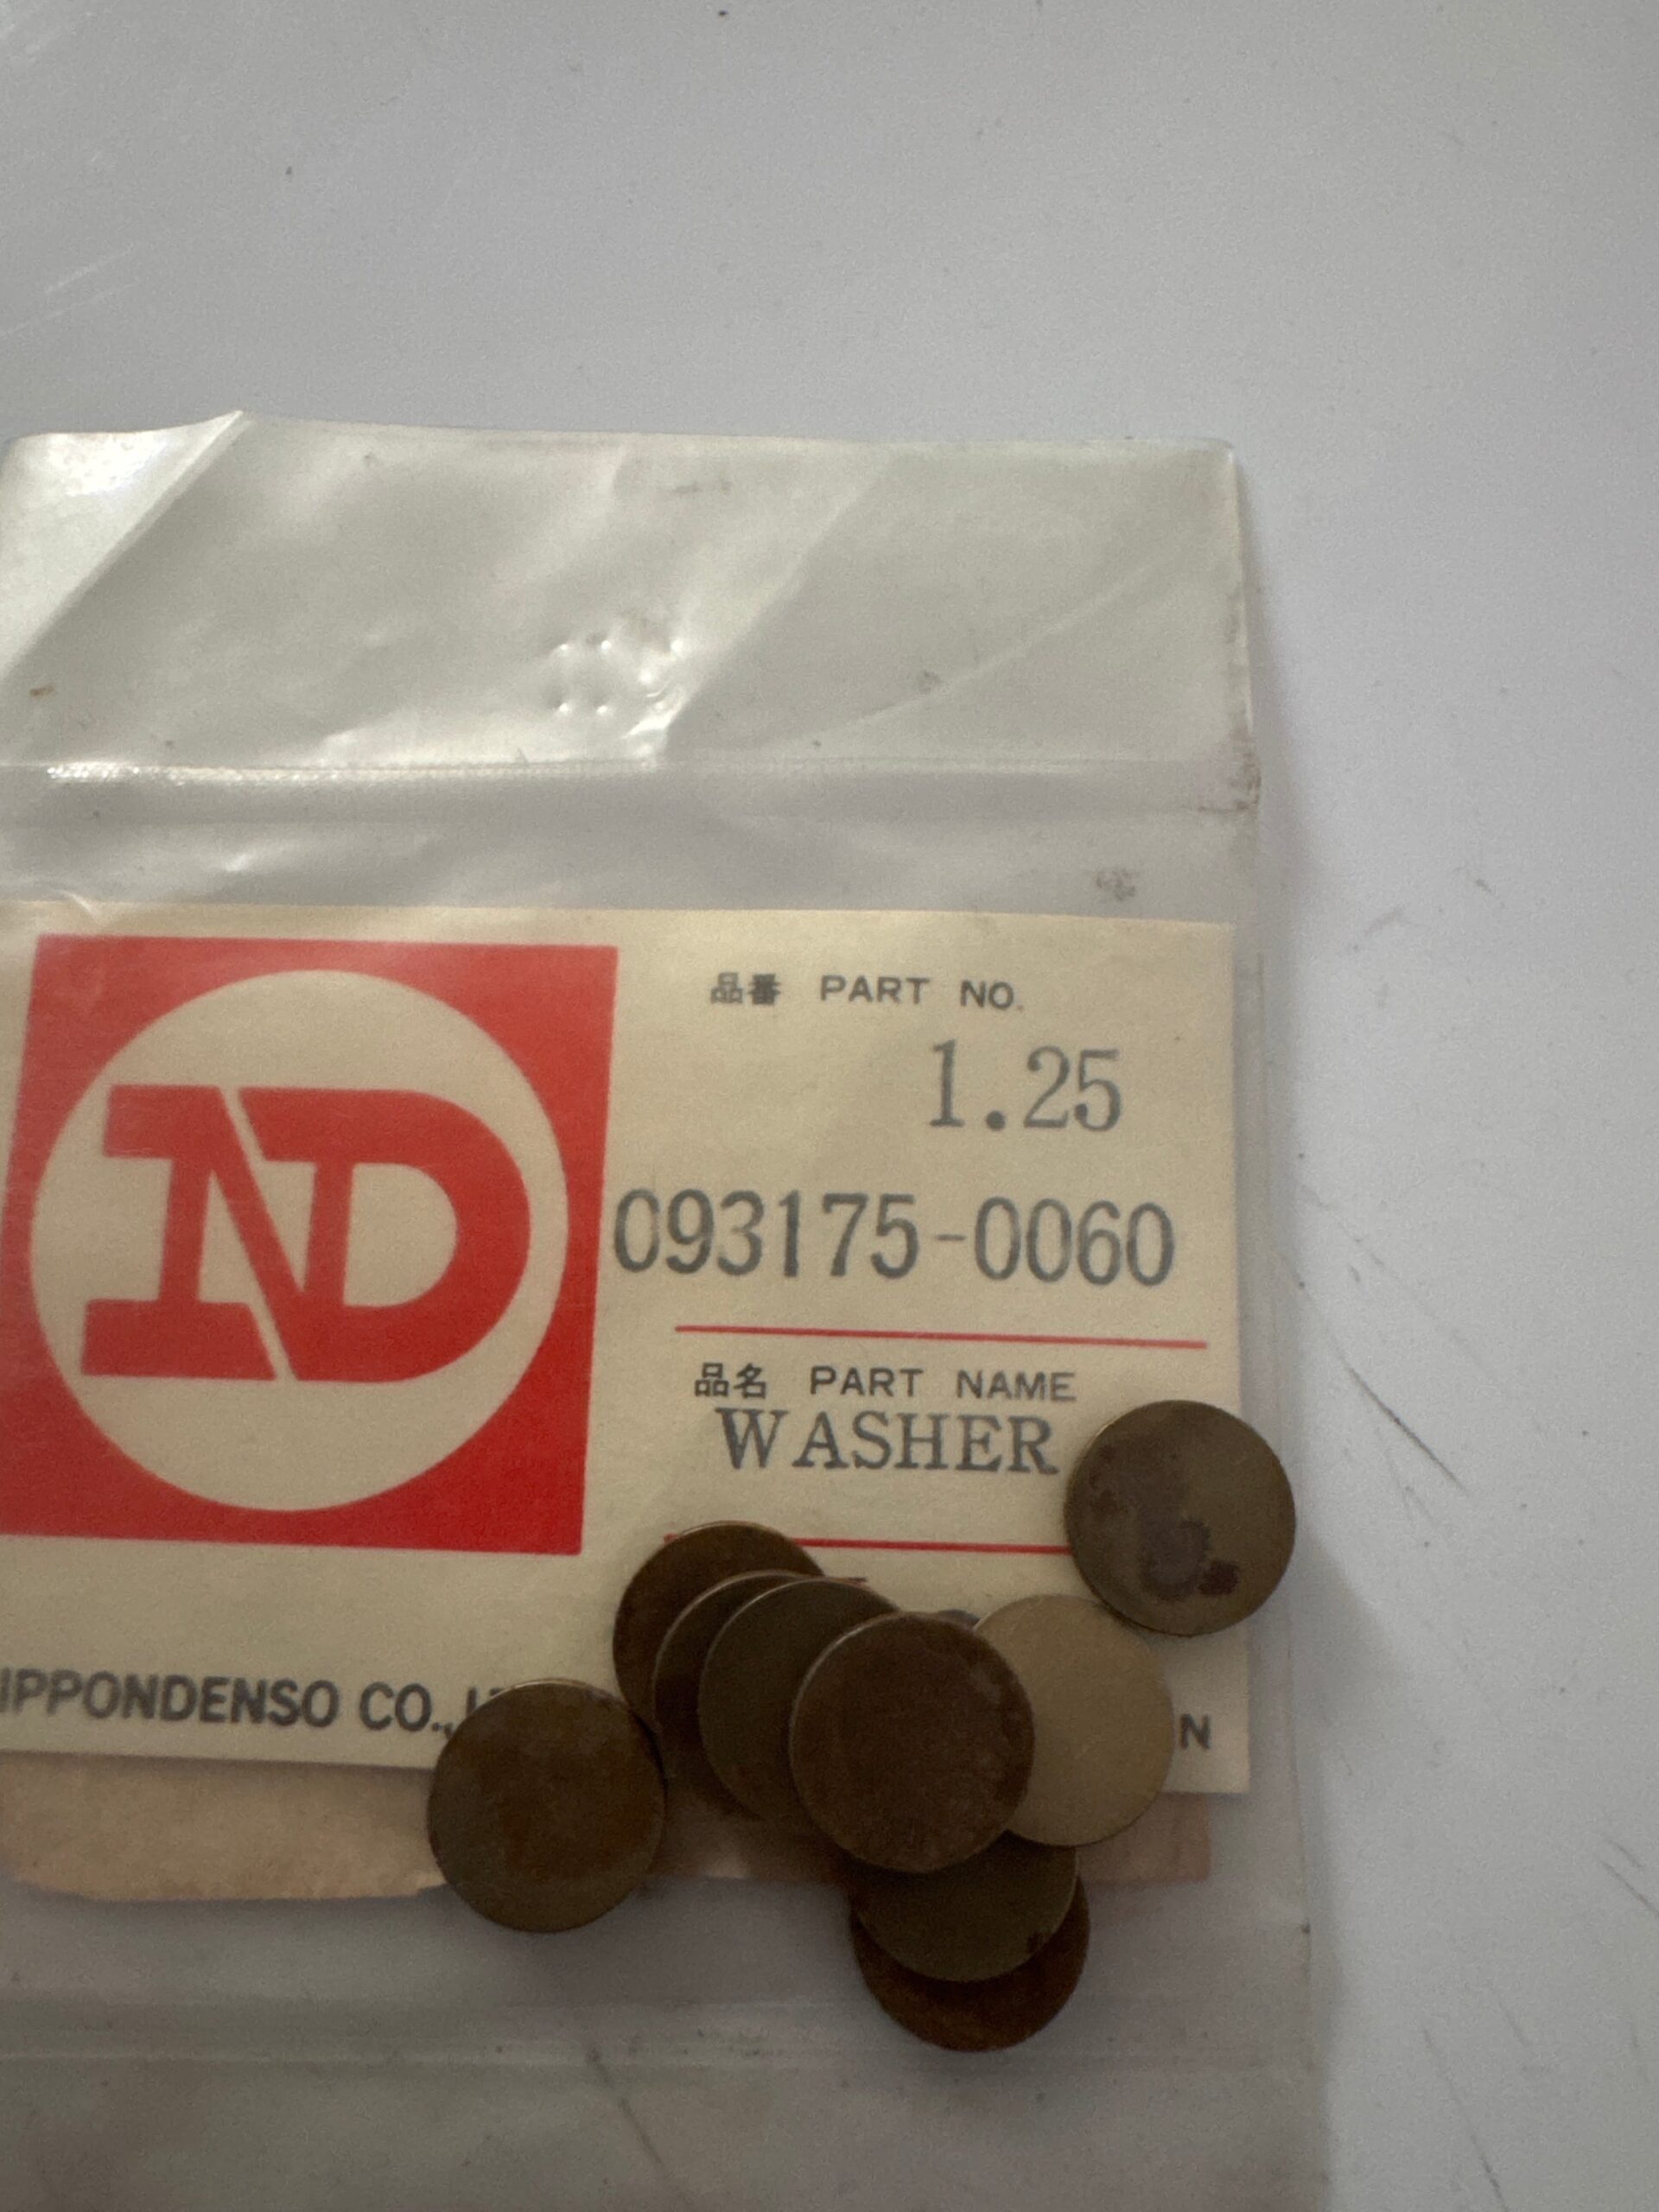 ND
品番 PART NO.
1.25
093175-0060
品名 PART NAME
WASHER
IPPONDENSO CO.,
N